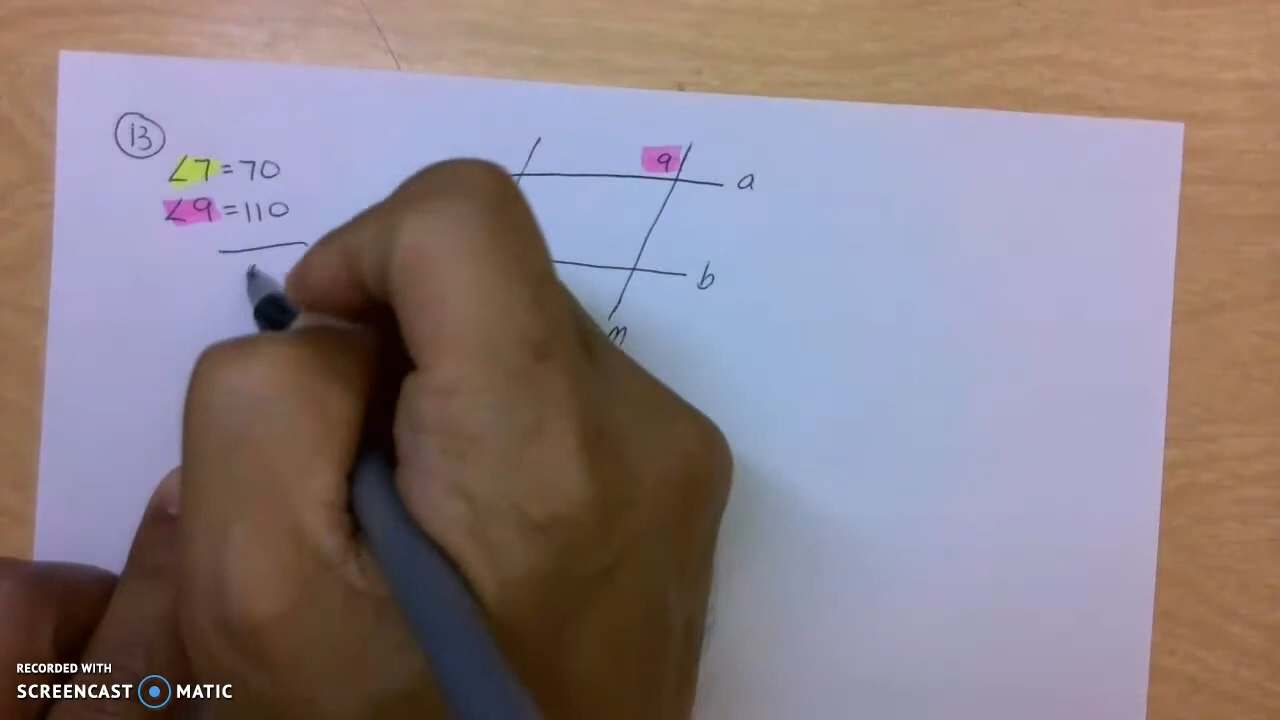 13
∠7=70
∠9=110
9
a
b
m
RECORDED WITH
SCREENCAST MATIC